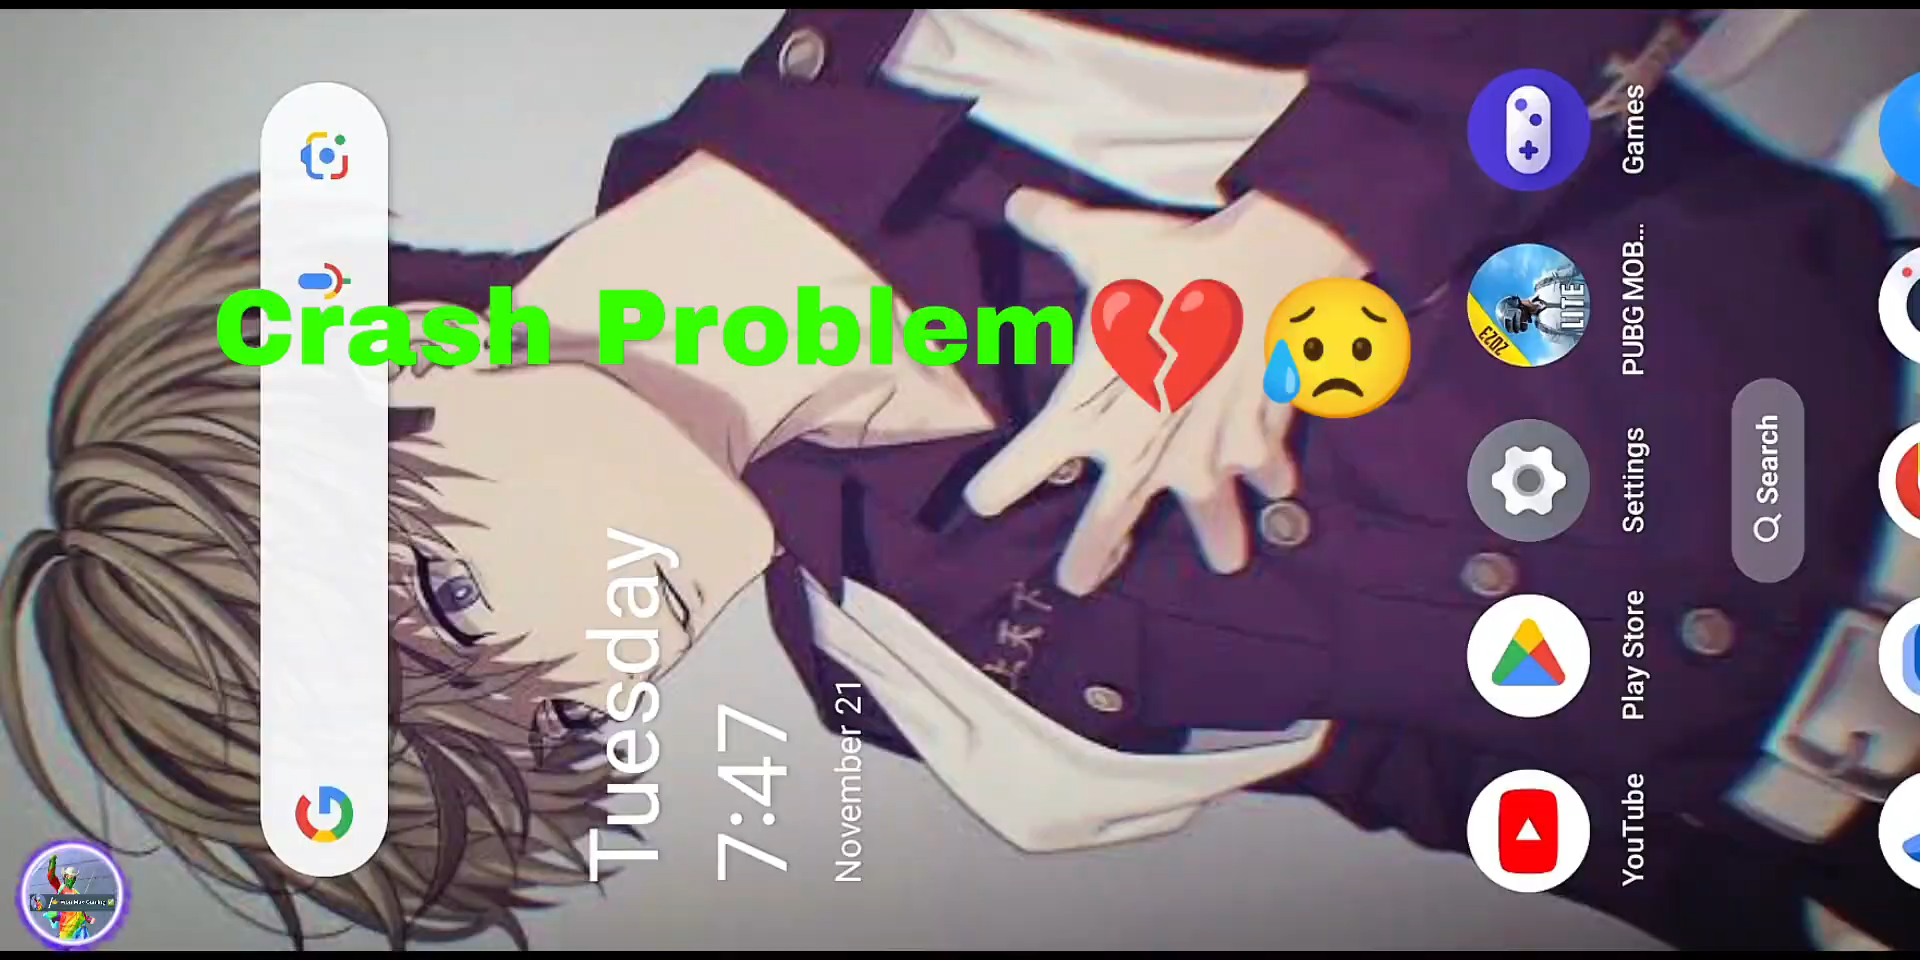 Crash Problem💔😥
Tuesday
7:47
November 21
Games
PUBG MOB...
Settings
Play Store
YouTube
Search
LITE
2023